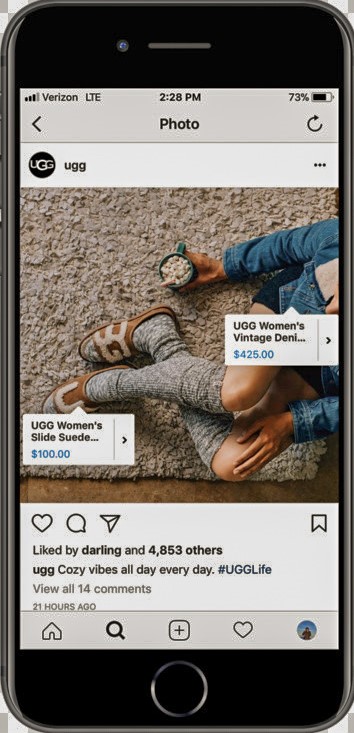 Verizon LTE 2:28 PM 73%
Photo
UGG ugg
UGG Women's
Vintage Deni...
$425.00
UGG Women's
Slide Suede...
$100.00
Liked by darling and 4,853 others
ugg Cozy vibes all day every day. #UGGLife
View all 14 comments
21 HOURS AGO